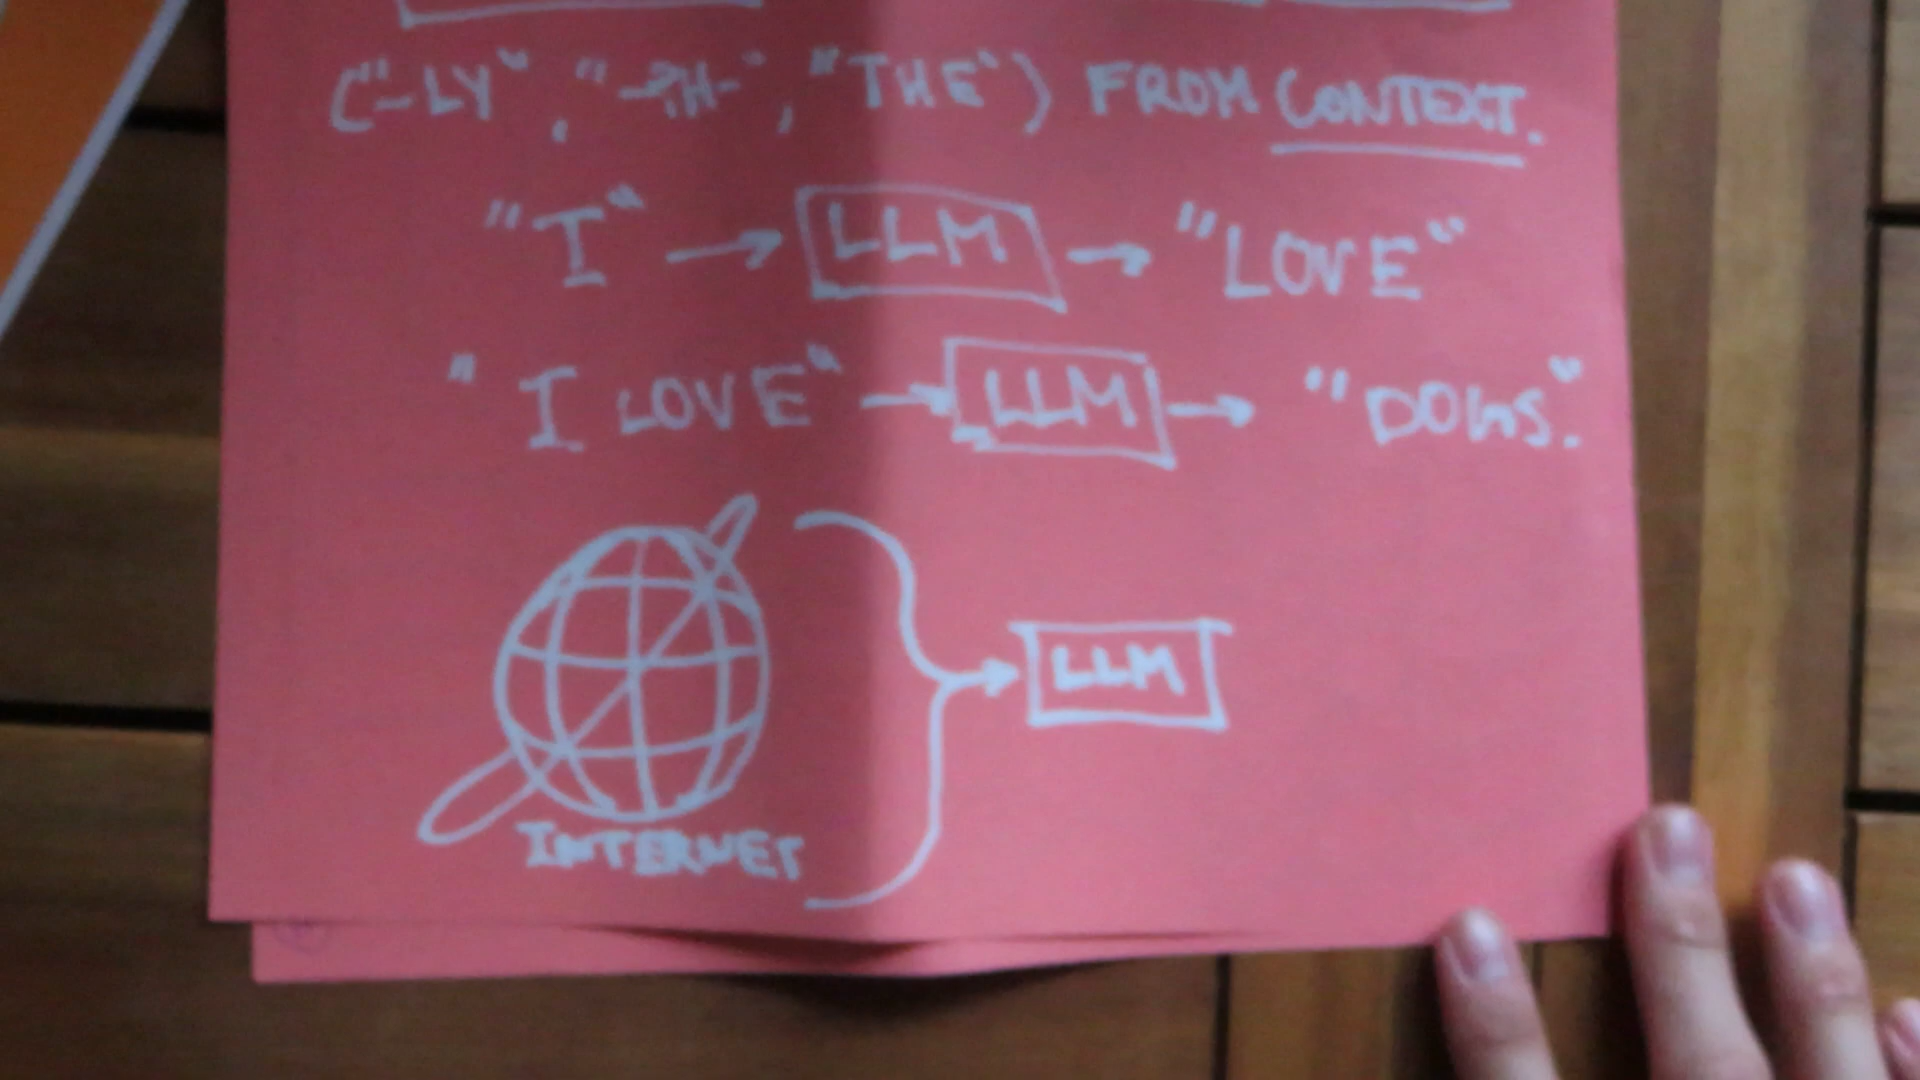 ("-LY", "-TH-", "THE") FROM CONTEXT.
"I" → LLM → "LOVE"
"I LOVE" → LLM → "DOGS."
INTERNET → LLM